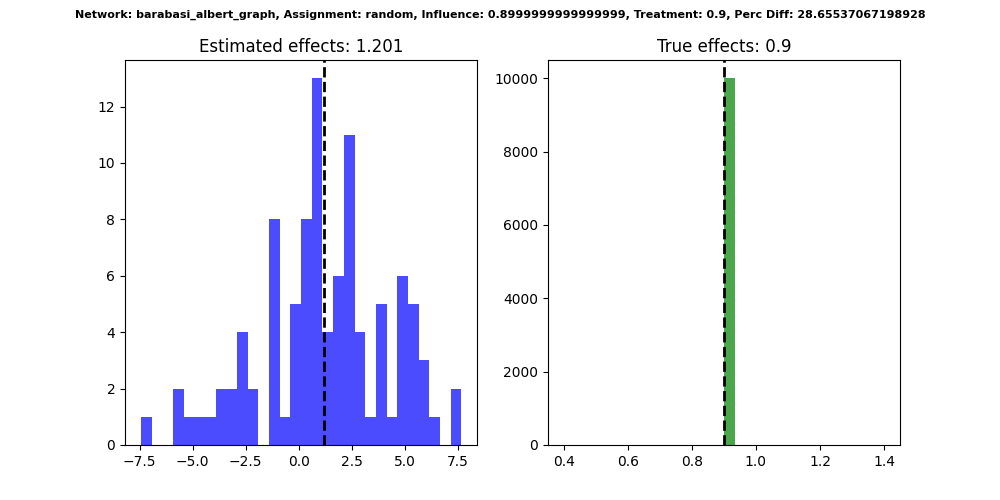 Network: barabasi_albert_graph, Assignment: random, Influence: 0.8999999999999999, Treatment: 0.9, Perc Diff: 28.65537067198928
Estimated effects: 1.201
True effects: 0.9
12
10
8
6
4
2
0
−7.5 −5.0 −2.5 0.0 2.5 5.0 7.5
10000
8000
6000
4000
2000
0
0.4 0.6 0.8 1.0 1.2 1.4